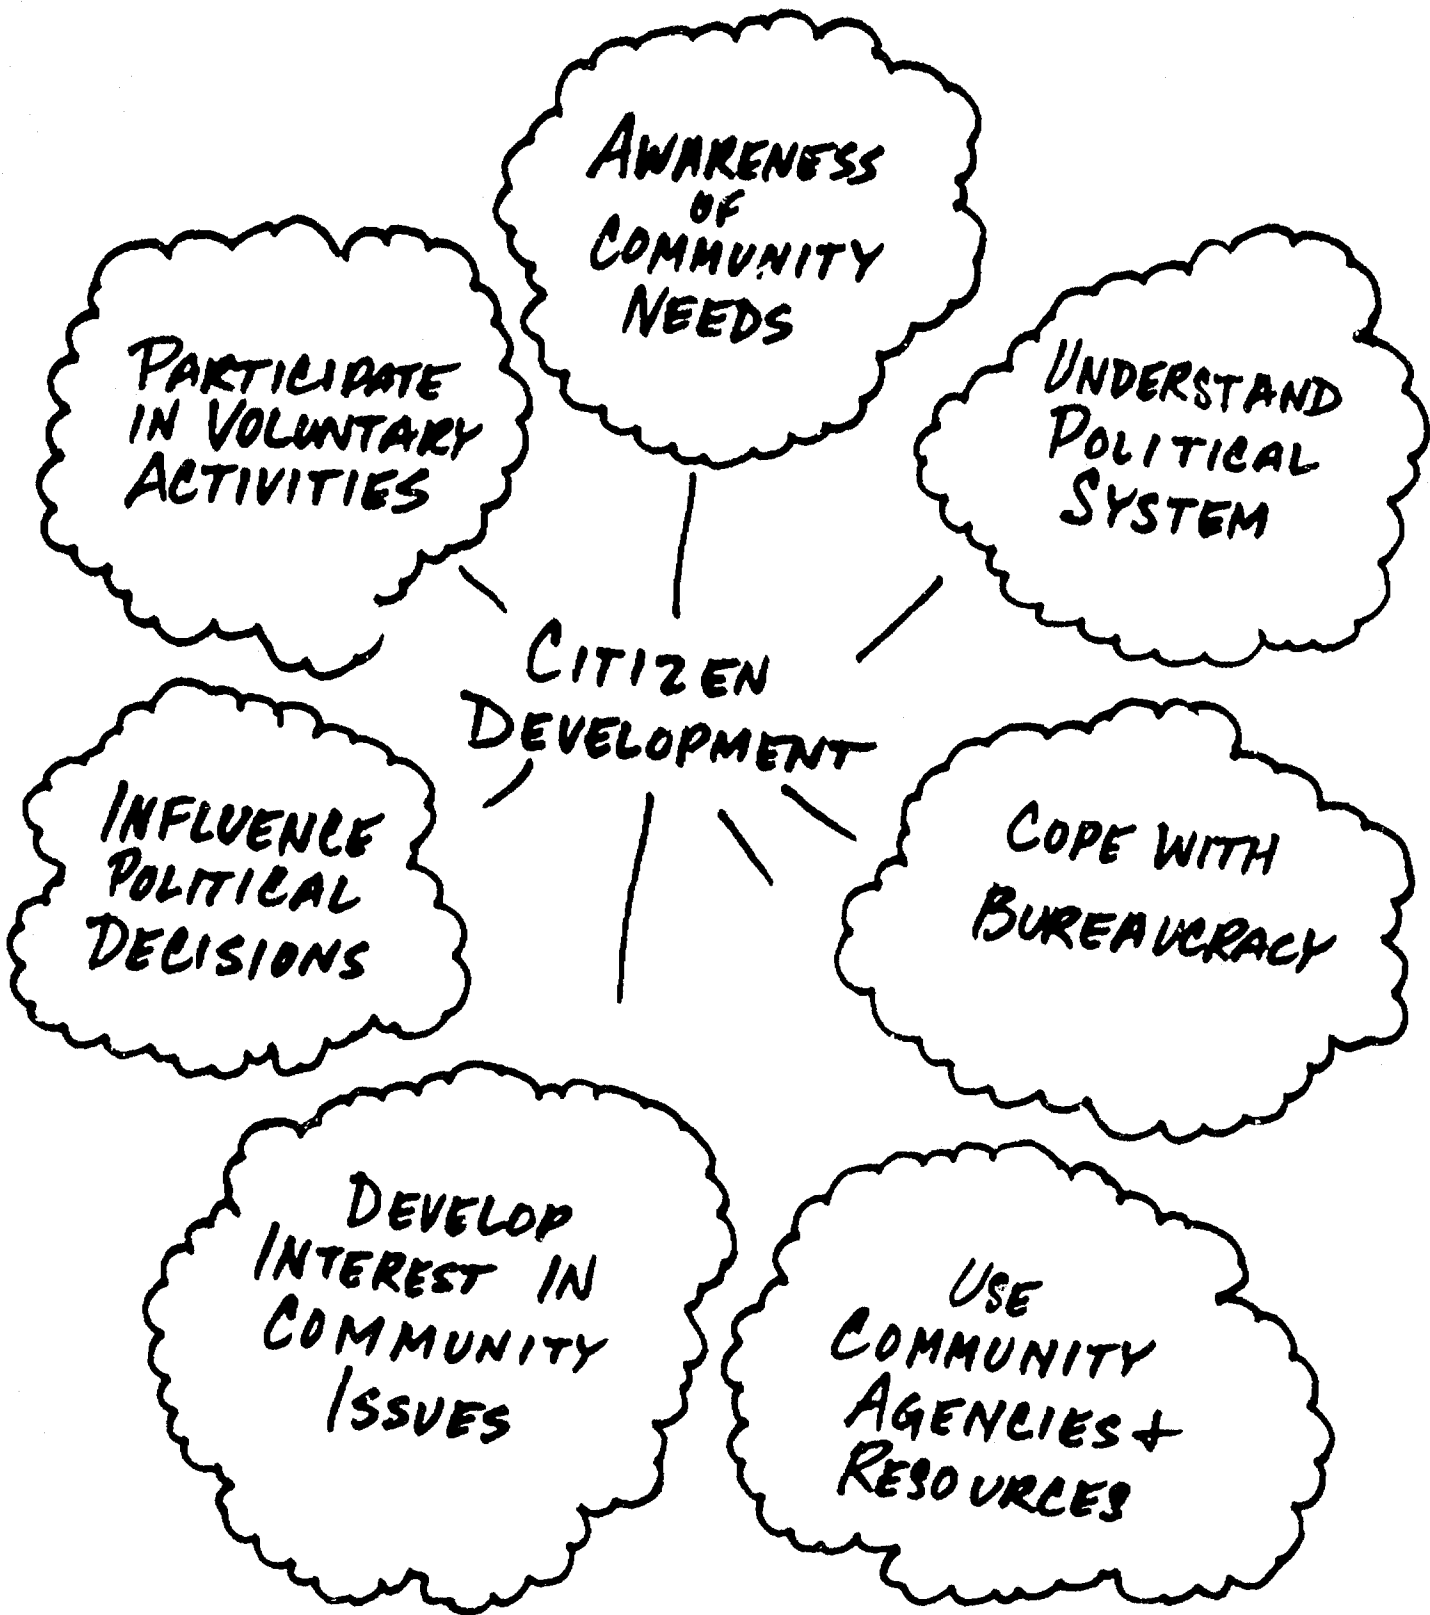 AWARENESS
OF
COMMUNITY
NEEDS
PARTICIPATE
IN VOLUNTARY
ACTIVITIES
UNDERSTAND
POLITICAL
SYSTEM
CITIZEN
DEVELOPMENT
INFLUENCE
POLITICAL
DECISIONS
COPE WITH
BUREAUCRACY
DEVELOP
INTEREST IN
COMMUNITY
ISSUES
USE
COMMUNITY
AGENCIES +
RESOURCES